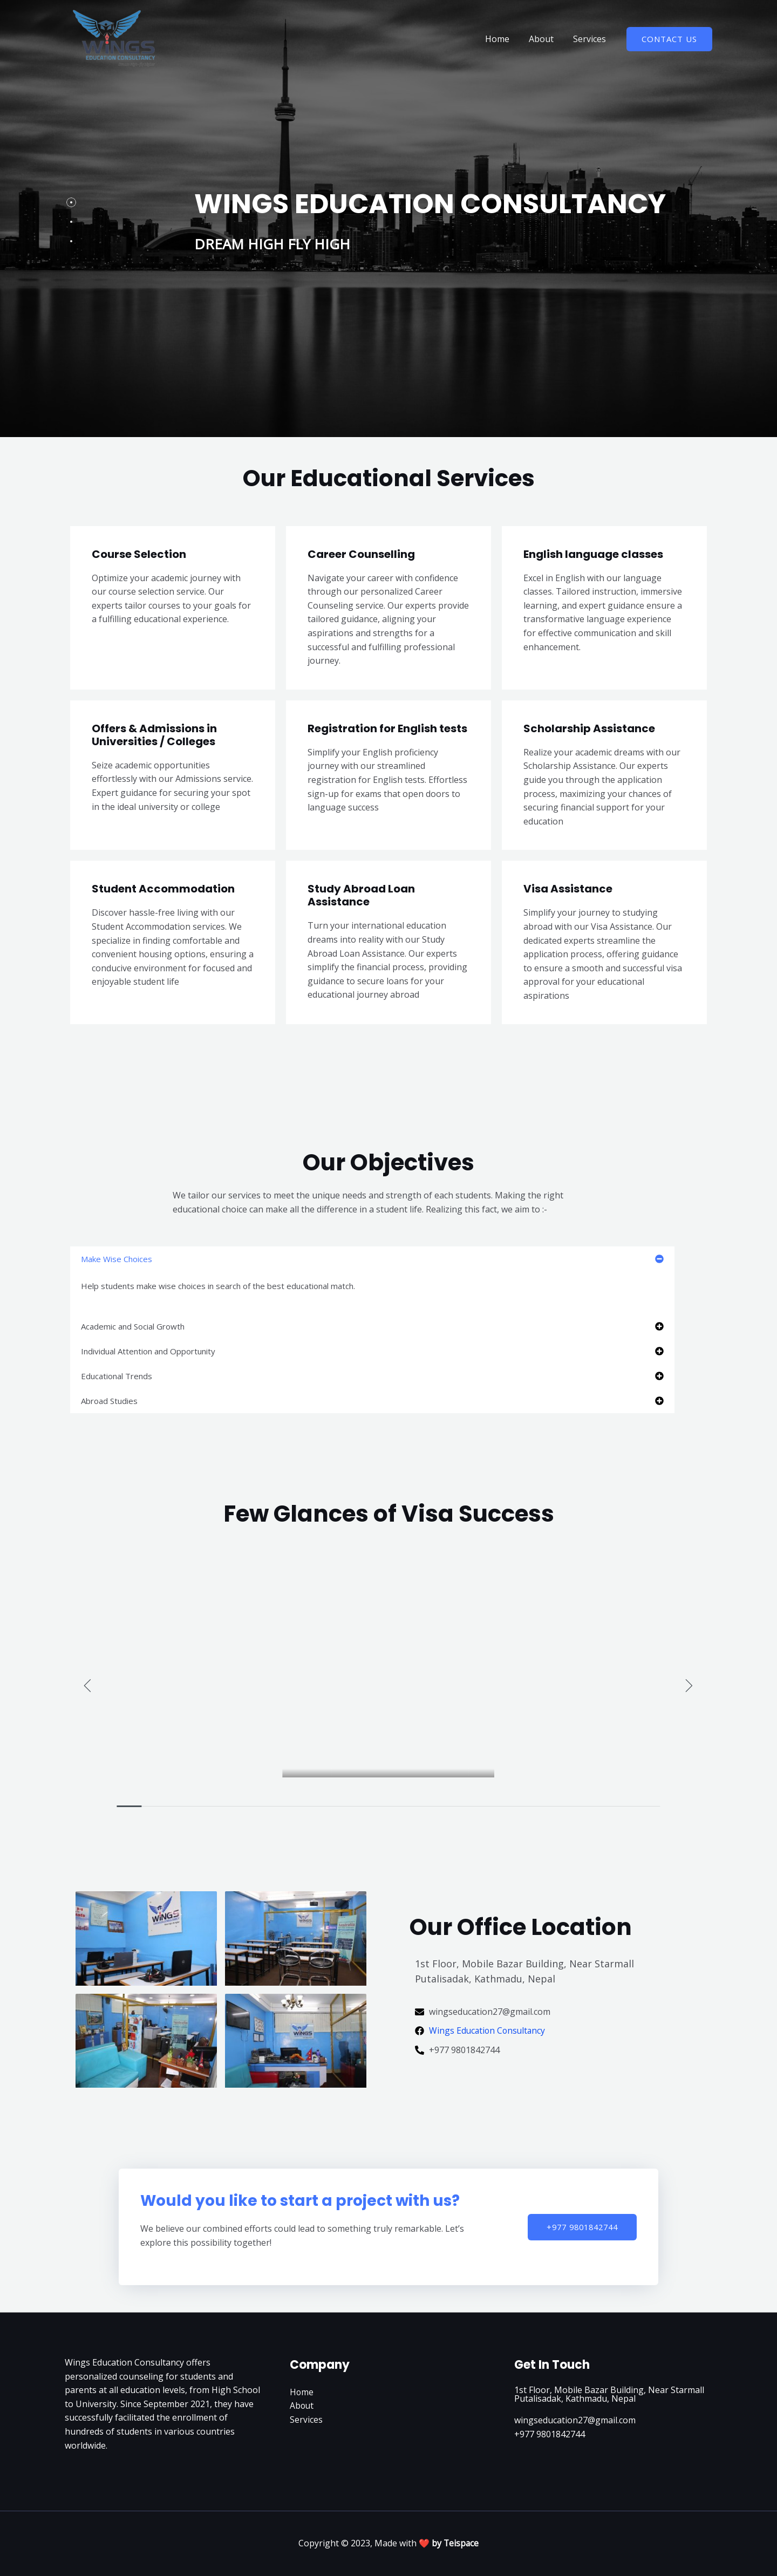 WINGS
EDUCATION CONSULTANCY
Home
About
Services
CONTACT US
WINGS EDUCATION CONSULTANCY
DREAM HIGH FLY HIGH
Our Educational Services
Course Selection
Optimize your academic journey with
our course selection service. Our
experts tailor courses to your goals for
a fulfilling educational experience.
Career Counselling
Navigate your career with confidence
through our personalized Career
Counseling service. Our experts provide
tailored guidance, aligning your
aspirations and strengths for a
successful and fulfilling professional
journey.
English language classes
Excel in English with our language
classes. Tailored instruction, immersive
learning, and expert guidance ensure a
transformative language experience
for effective communication and skill
enhancement.
Offers & Admissions in
Universities / Colleges
Seize academic opportunities
effortlessly with our Admissions service.
Expert guidance for securing your spot
in the ideal university or college
Registration for English tests
Simplify your English proficiency
journey with our streamlined
registration for English tests. Effortless
sign-up for exams that open doors to
language success
Scholarship Assistance
Realize your academic dreams with our
Scholarship Assistance. Our experts
guide you through the application
process, maximizing your chances of
securing financial support for your
education
Student Accommodation
Discover hassle-free living with our
Student Accommodation services. We
specialize in finding comfortable and
convenient housing options, ensuring a
conducive environment for focused and
enjoyable student life
Study Abroad Loan
Assistance
Turn your international education
dreams into reality with our Study
Abroad Loan Assistance. Our experts
simplify the financial process, providing
guidance to secure loans for your
educational journey abroad
Visa Assistance
Simplify your journey to studying
abroad with our Visa Assistance. Our
dedicated experts streamline the
application process, offering guidance
to ensure a smooth and successful visa
approval for your educational
aspirations
Our Objectives
We tailor our services to meet the unique needs and strength of each students. Making the right
educational choice can make all the difference in a student life. Realizing this fact, we aim to :-
Make Wise Choices
Help students make wise choices in search of the best educational match.
Academic and Social Growth
Individual Attention and Opportunity
Educational Trends
Abroad Studies
Few Glances of Visa Success
WINGS
WINGS
WINGS
Our Office Location
1st Floor, Mobile Bazar Building, Near Starmall
Putalisadak, Kathmadu, Nepal
wingseducation27@gmail.com
Wings Education Consultancy
+977 9801842744
Would you like to start a project with us?
We believe our combined efforts could lead to something truly remarkable. Let's
explore this possibility together!
+977 9801842744
Wings Education Consultancy offers
personalized counseling for students and
parents at all education levels, from High School
to University. Since September 2021, they have
successfully facilitated the enrollment of
hundreds of students in various countries
worldwide.
Company
Home
About
Services
Get In Touch
1st Floor, Mobile Bazar Building, Near Starmall
Putalisadak, Kathmadu, Nepal
wingseducation27@gmail.com
+977 9801842744
Copyright © 2023, Made with ❤️ by Teispace